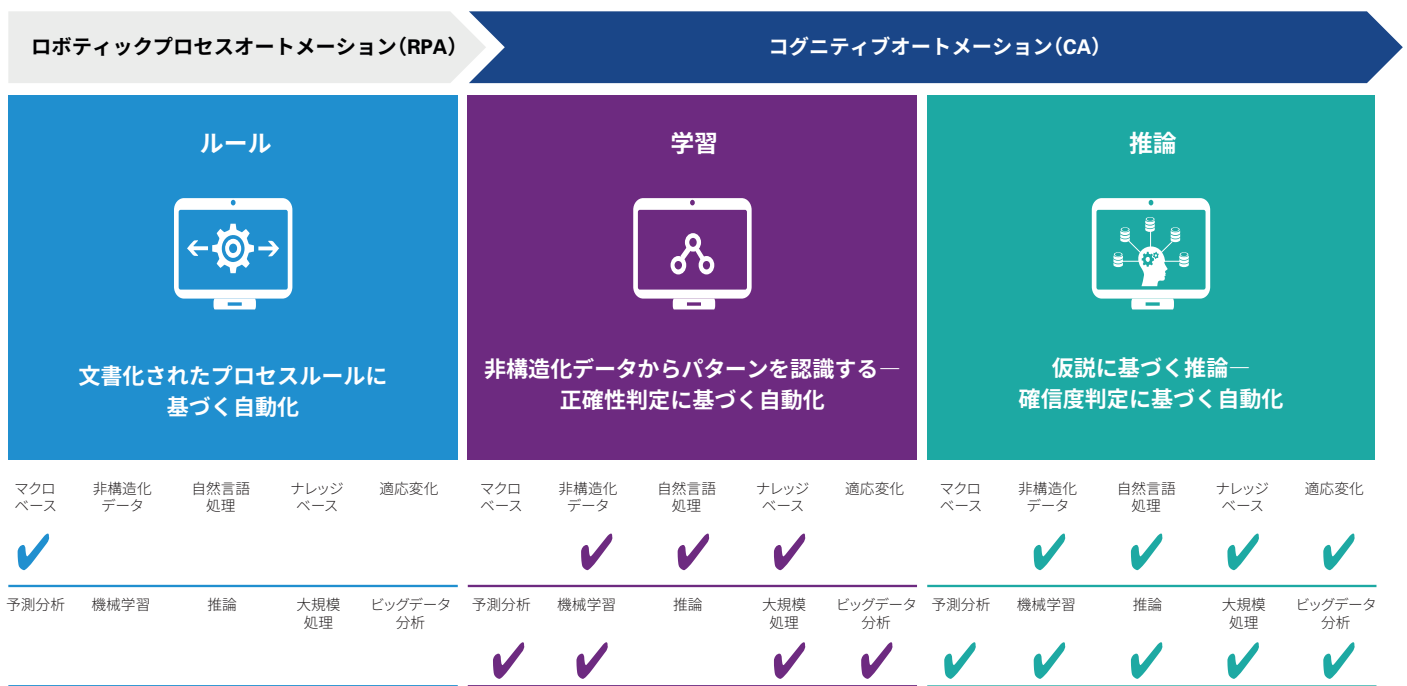 ロボティックプロセスオートメーション（RPA）
コグニティブオートメーション（CA）
ルール
文書化されたプロセスルールに
基づく自動化
学習
非構造化データからパターンを認識する―
正確性判定に基づく自動化
推論
仮説に基づく推論―
確信度判定に基づく自動化
マクロ
ベース
非構造化
データ
自然言語
処理
ナレッジ
ベース
適応変化
予測分析
機械学習
推論
大規模
処理
ビッグデータ
分析
マクロ
ベース
非構造化
データ
自然言語
処理
ナレッジ
ベース
適応変化
予測分析
機械学習
推論
大規模
処理
ビッグデータ
分析
マクロ
ベース
非構造化
データ
自然言語
処理
ナレッジ
ベース
適応変化
予測分析
機械学習
推論
大規模
処理
ビッグデータ
分析